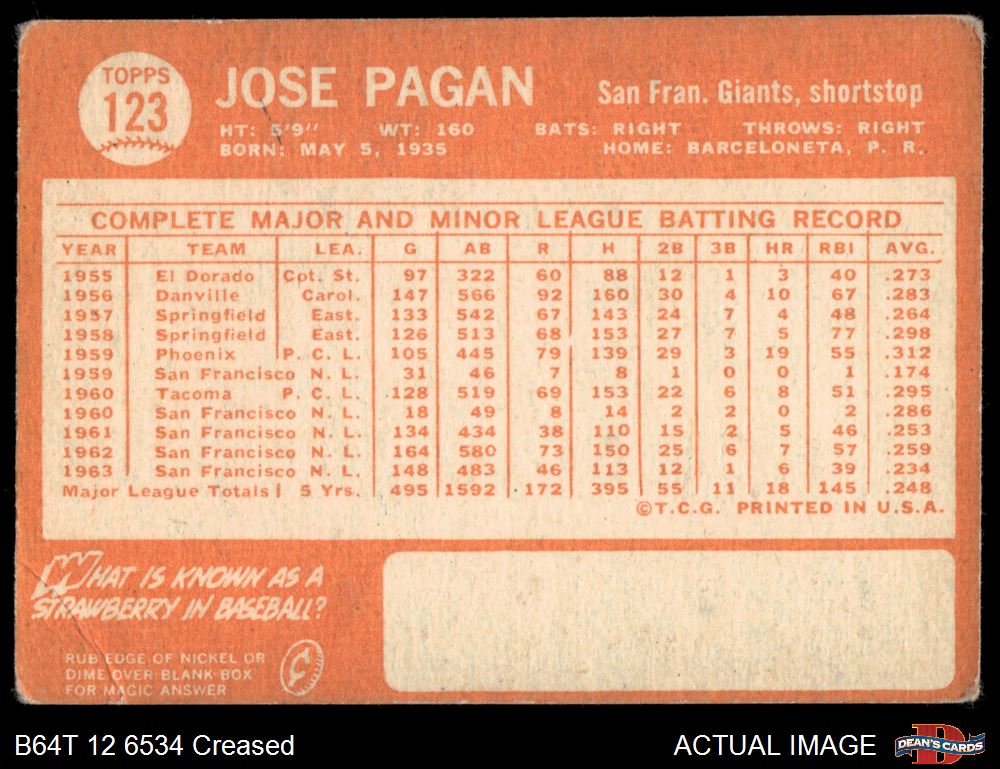 TOPPS
123
JOSE PAGAN
San Fran. Giants, shortstop
HT: 5'9" WT: 160 BATS: RIGHT THROWS: RIGHT
BORN: MAY 5, 1935 HOME: BARCELONETA, P. R.
COMPLETE MAJOR AND MINOR LEAGUE BATTING RECORD
YEAR TEAM LEA. G AB R H 2B 3B HR RBI AVG.
1955 El Dorado Cot. St. 97 322 60 88 12 1 3 40 .273
1956 Danville Carol. 147 566 92 160 30 4 10 67 .283
1957 Springfield East. 133 542 67 143 24 7 4 48 .264
1958 Springfield East. 126 513 68 153 27 7 5 77 .298
1959 Phoenix P. C. L. 105 445 79 139 29 3 19 55 .312
1959 San Francisco N. L. 31 46 7 8 1 0 0 1 .174
1960 Tacoma P. C. L. 128 519 69 153 22 6 8 51 .295
1960 San Francisco N. L. 18 49 8 14 2 2 0 2 .286
1961 San Francisco N. L. 134 434 38 110 15 2 5 46 .253
1962 San Francisco N. L. 164 580 73 150 25 6 7 57 .259
1963 San Francisco N. L. 148 483 46 113 12 1 6 39 .234
Major League Totals 5 Yrs. 495 1592 172 395 55 11 18 145 .248
©T.C.G. PRINTED IN U.S.A.
WHAT IS KNOWN AS A
STRAWBERRY IN BASEBALL?
RUB EDGE OF NICKEL OR
DIME OVER BLANK BOX
FOR MAGIC ANSWER
B64T 12 6534 Creased
ACTUAL IMAGE
D
DEAN'S CARDS